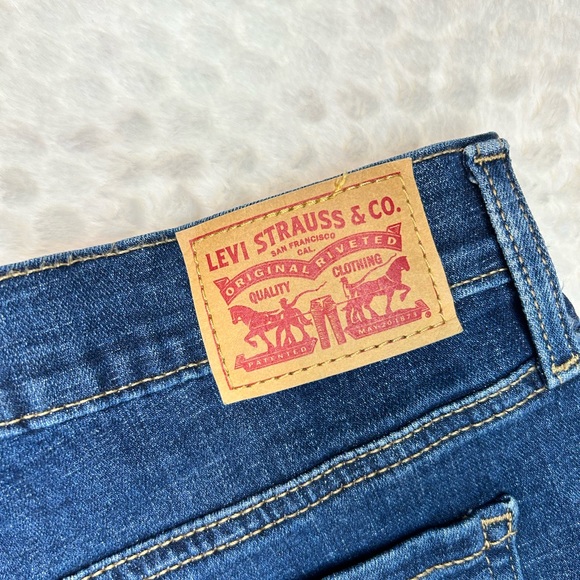 LEVI STRAUSS & CO.
SAN FRANCISCO
CAL.
ORIGINAL RIVETED
QUALITY CLOTHING
PATENTED MAY 20 1873